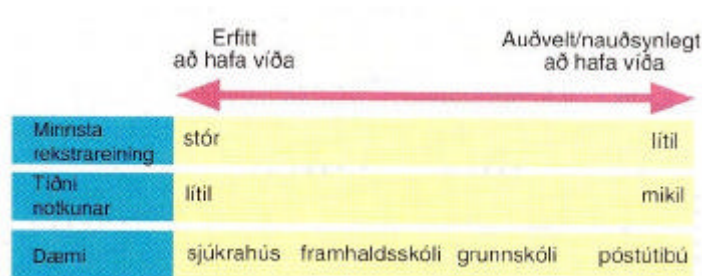 Erfitt
að hafa víða
Auðvelt/nauðsynlegt
að hafa víða
Minnsta
rekstrareining
stór
lítil
Tíðni
notkunar
lítil
mikil
Dæmi
sjúkrahús framhaldsskóli grunnskóli póstútibú